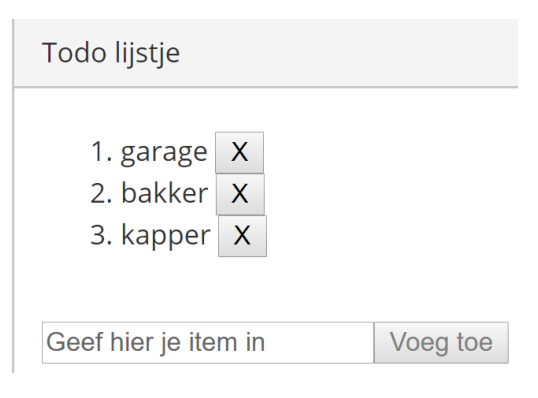 Todo lijstje
1. garage X
2. bakker X
3. kapper X
Geef hier je item in Voeg toe